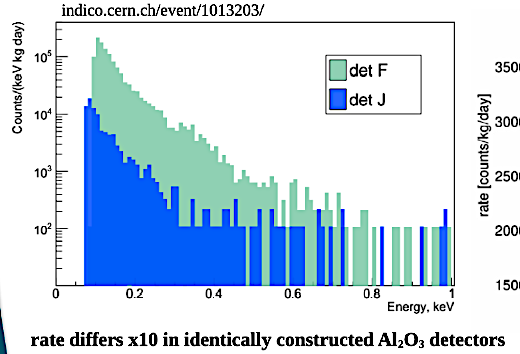 indico.cern.ch/event/1013203/
Counts/(keV kg day)
10⁵
10⁴
10³
10²
det F
det J
0
0.2
0.4
0.6
0.8
1
Energy, keV
rate [counts/kg/day]
3500
3000
2500
2000
1500
rate differs x10 in identically constructed Al₂O₃ detectors